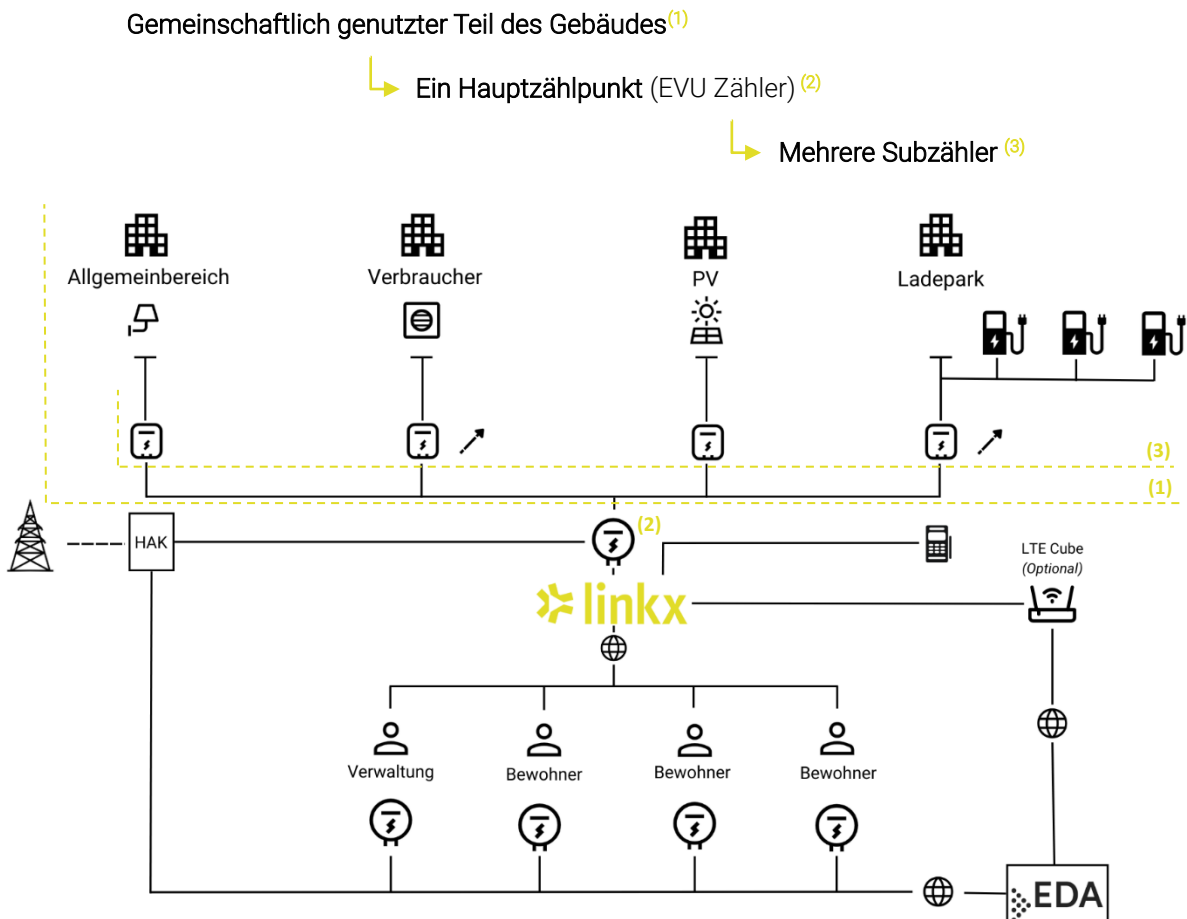 Gemeinschaftlich genutzter Teil des Gebäudes(1)
Ein Hauptzählpunkt (EVU Zähler) (2)
Mehrere Subzähler (3)
Allgemeinbereich
Verbraucher
PV
Ladepark
(3)
(1)
HAK
(2)
LTE Cube
(Optional)
linkx
Verwaltung
Bewohner
Bewohner
Bewohner
EDA